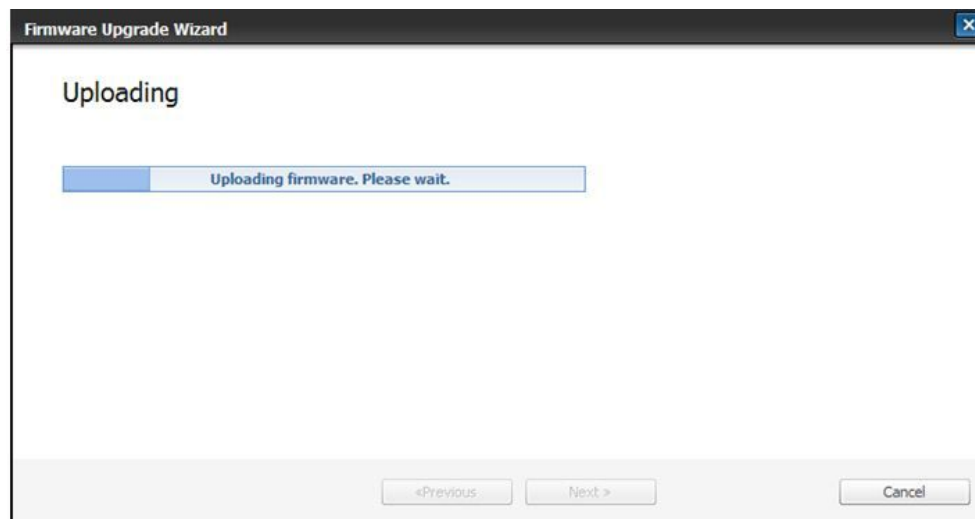 Firmware Upgrade Wizard
Uploading
Uploading firmware. Please wait.
<Previous
Next >
Cancel